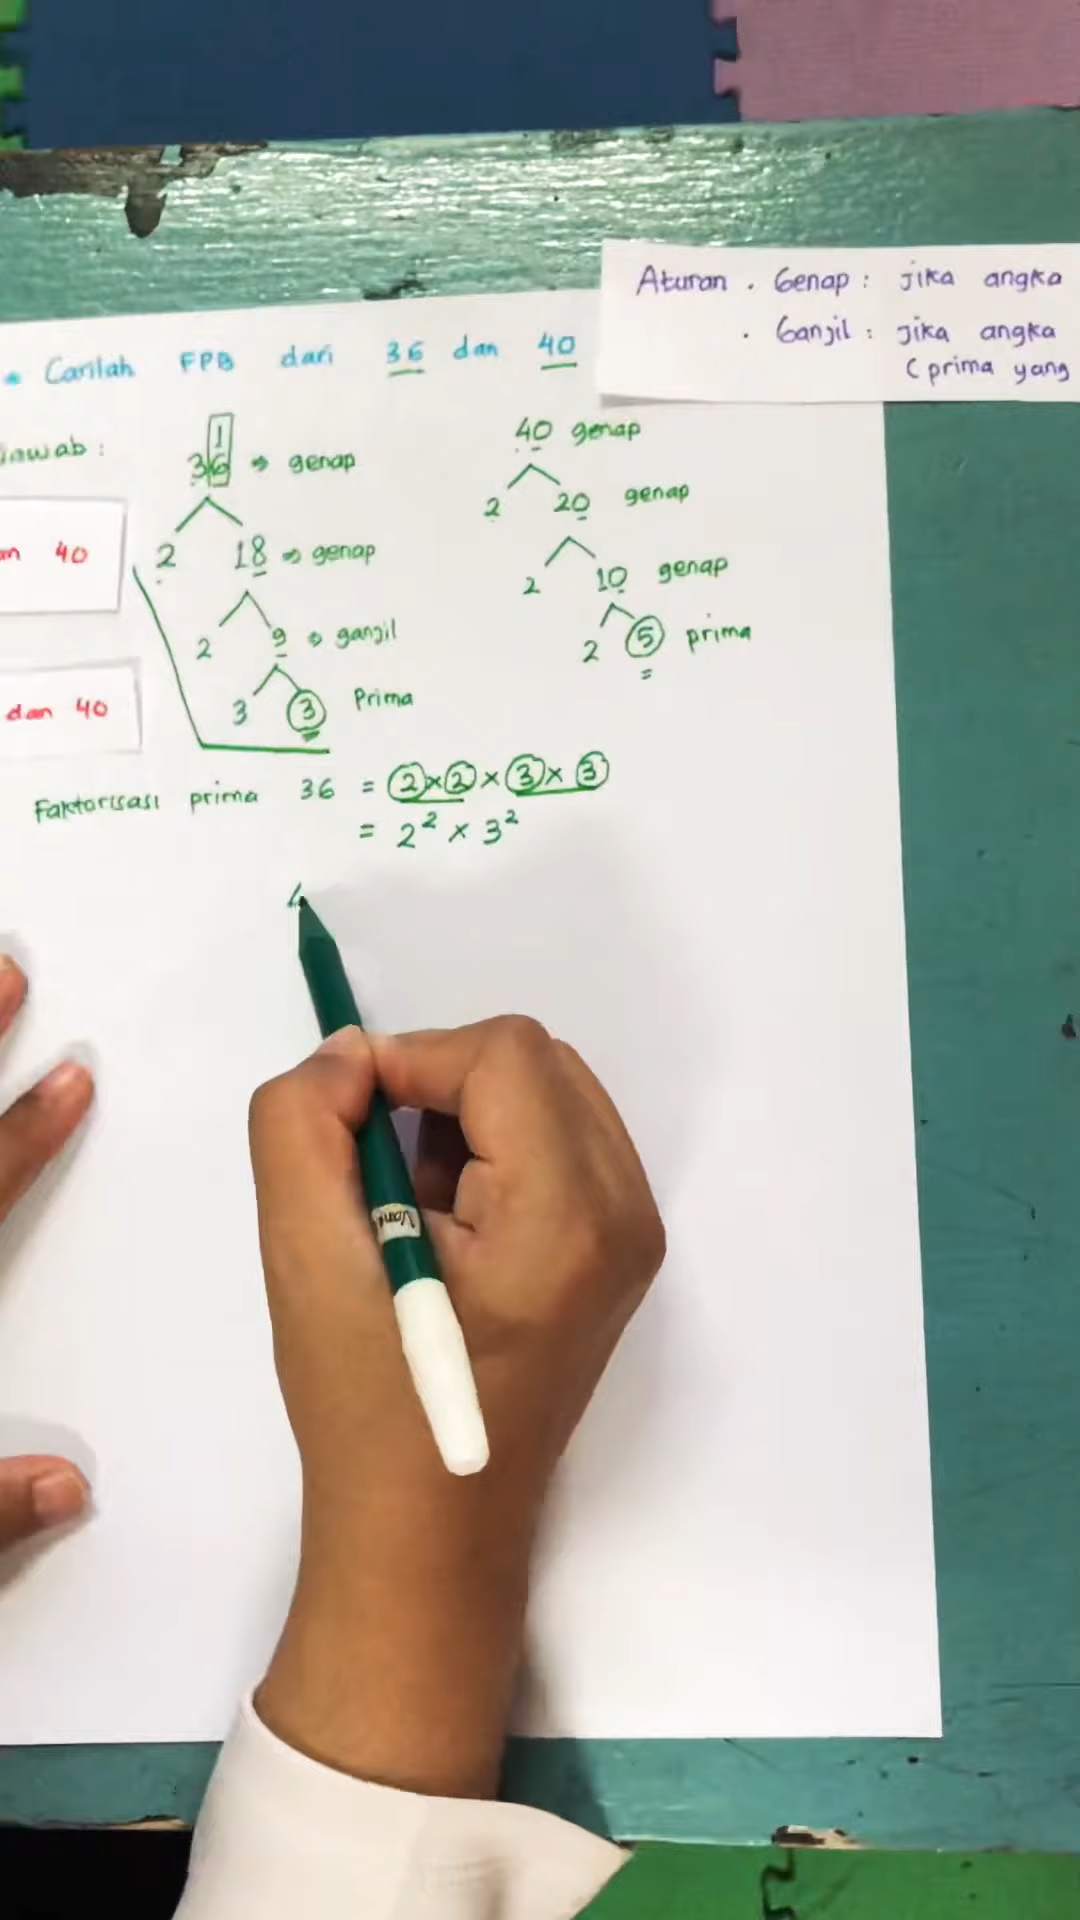 Aturan . Genap : jika angka
. Ganjil : jika angka
(prima yang
• Carilah FPB dari 36 dan 40
Jawab :
1
36 ⇒ genap
2 18 ⇒ genap
2 9 ⇒ ganjil
3 3 Prima
40 genap
2 20 genap
2 10 genap
2 5 prima
40
dan 40
Faktorisasi prima 36 = 2 × 2 × 3 × 3
= 2² × 3²
4